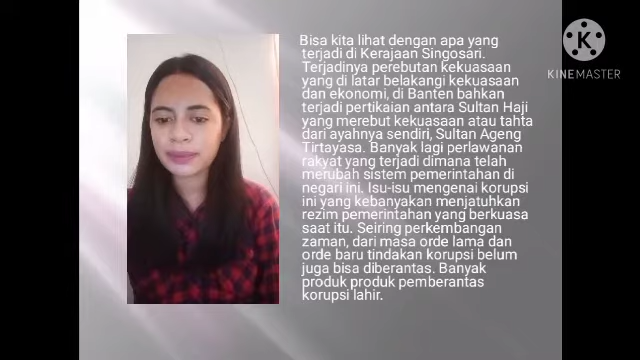 Bisa kita lihat dengan apa yang
terjadi di Kerajaan Singosari.
Terjadinya perebutan kekuasaan
yang di latar belakangi kekuasaan
dan ekonomi, di Banten bahkan
terjadi pertikaian antara Sultan Haji
yang merebut kekuasaan atau tahta
dari ayahnya sendiri, Sultan Ageng
Tirtayasa. Banyak lagi perlawanan
rakyat yang terjadi dimana telah
merubah sistem pemerintahan di
negari ini. Isu-isu mengenai korupsi
ini yang kebanyakan menjatuhkan
rezim pemerintahan yang berkuasa
saat itu. Seiring perkembangan
zaman, dari masa orde lama dan
orde baru tindakan korupsi belum
juga bisa diberantas. Banyak
produk produk pemberantas
korupsi lahir.
KINEMASTER